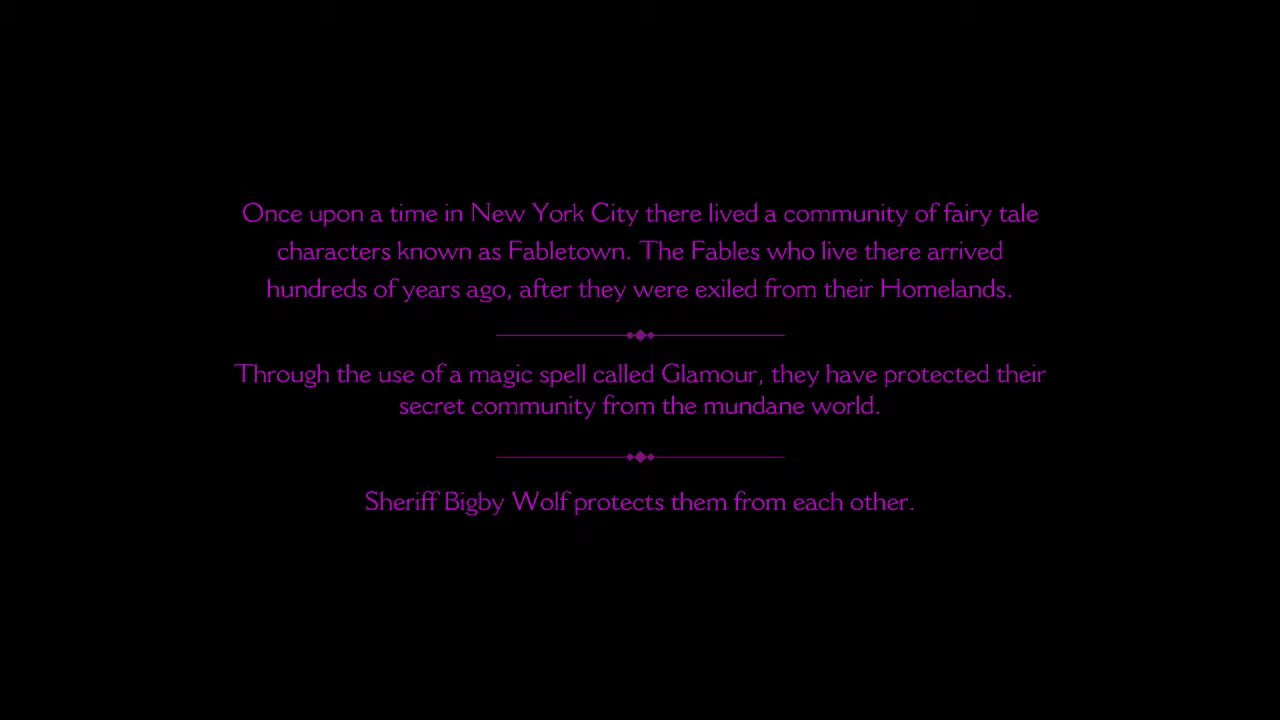 Once upon a time in New York City there lived a community of fairy tale
characters known as Fabletown. The Fables who live there arrived
hundreds of years ago, after they were exiled from their Homelands.
Through the use of a magic spell called Glamour, they have protected their
secret community from the mundane world.
Sheriff Bigby Wolf protects them from each other.